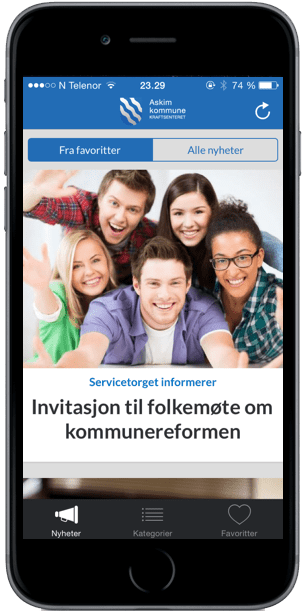 N Telenor 23.29 74 %
Askim
kommune
KRAFTSENTERET
Fra favoritter Alle nyheter
Servicetorget informerer
Invitasjon til folkemøte om
kommunereformen
Nyheter Kategorier Favoritter